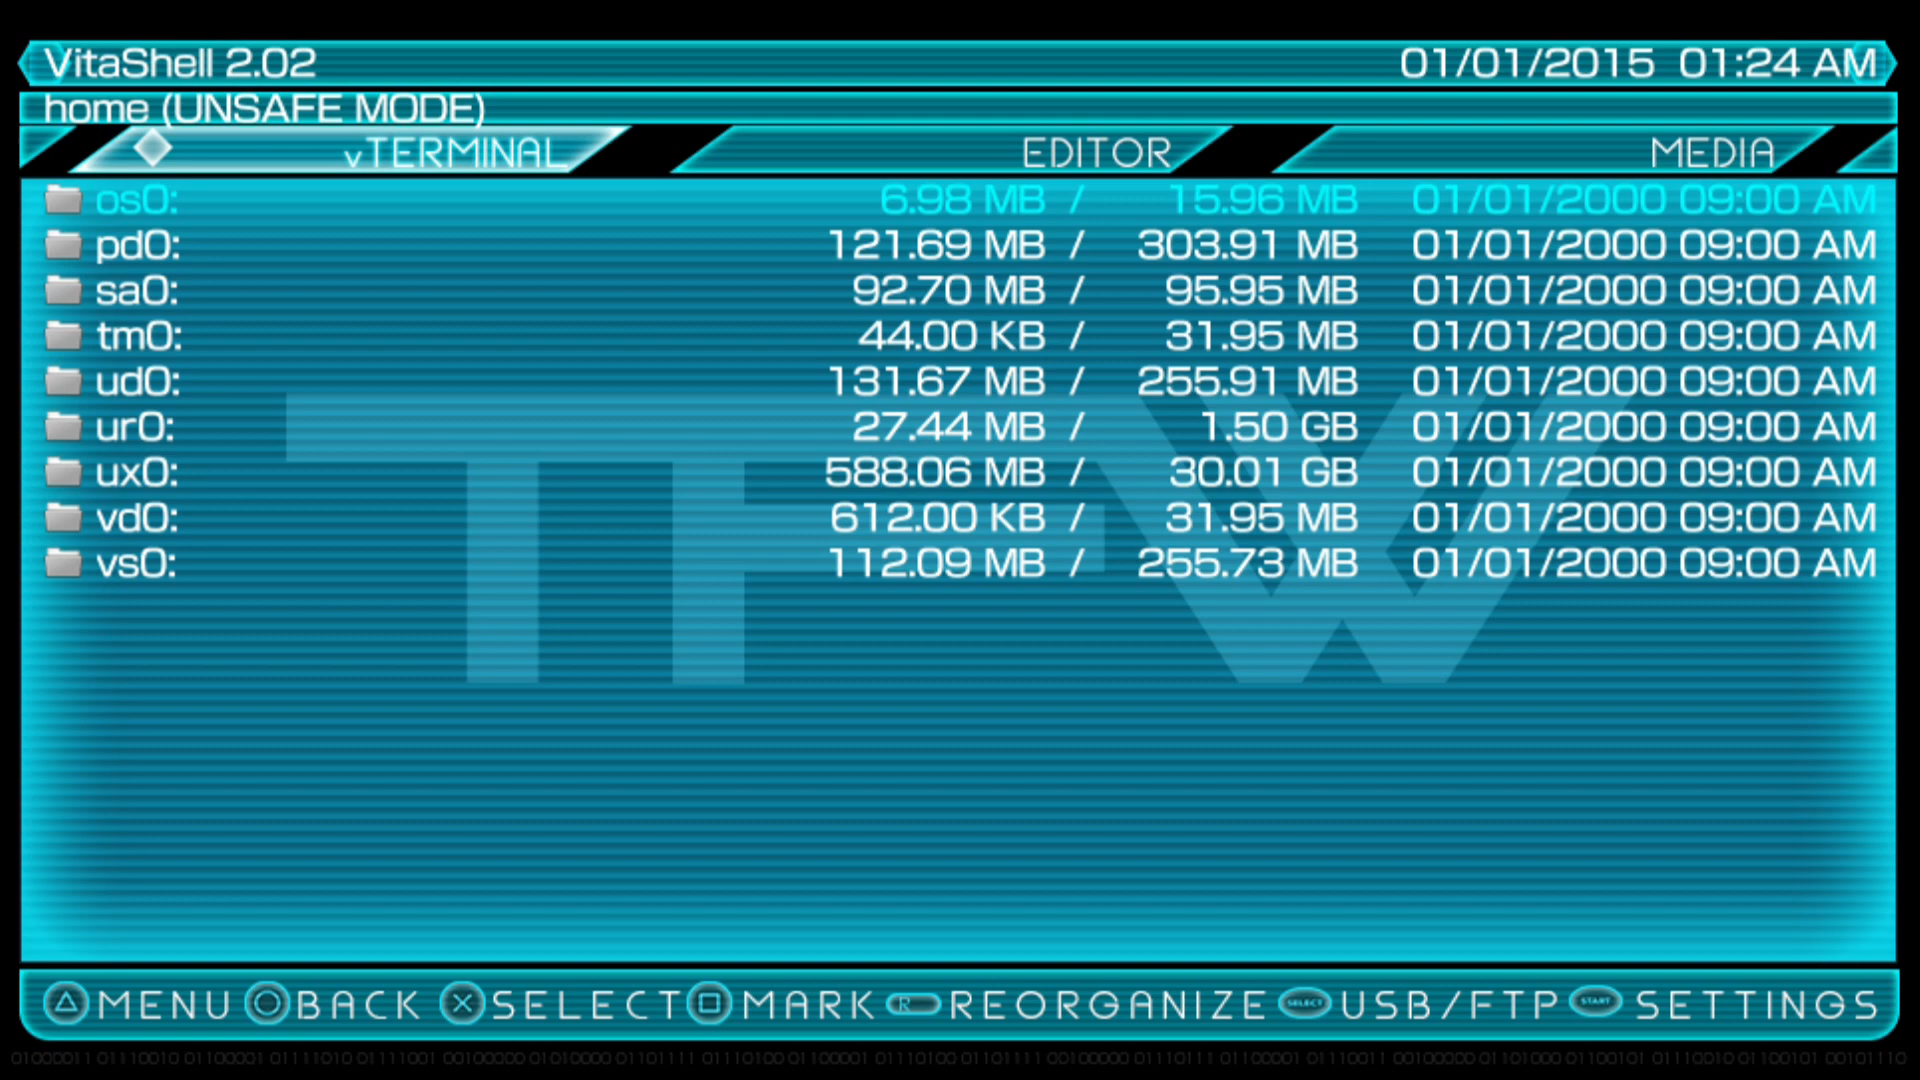 VitaShell 2.02 01/01/2015 01:24 AM
home (UNSAFE MODE)
vTERMINAL EDITOR MEDIA
os0: 6.98 MB / 15.96 MB 01/01/2000 09:00 AM
pd0: 121.69 MB / 303.91 MB 01/01/2000 09:00 AM
sa0: 92.70 MB / 95.95 MB 01/01/2000 09:00 AM
tm0: 44.00 KB / 31.95 MB 01/01/2000 09:00 AM
ud0: 131.67 MB / 255.91 MB 01/01/2000 09:00 AM
ur0: 27.44 MB / 1.50 GB 01/01/2000 09:00 AM
ux0: 588.06 MB / 30.01 GB 01/01/2000 09:00 AM
vd0: 612.00 KB / 31.95 MB 01/01/2000 09:00 AM
vs0: 112.09 MB / 255.73 MB 01/01/2000 09:00 AM
MENU BACK SELECT MARK R REORGANIZE SELECT USB/FTP START SETTINGS